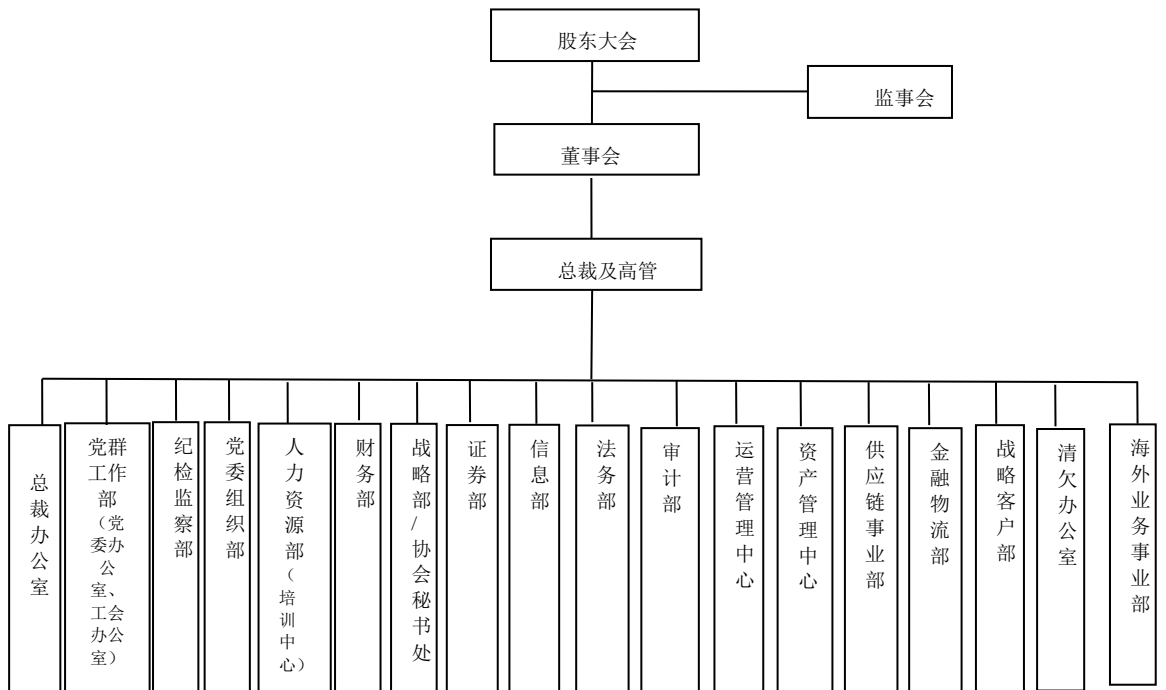 股东大会
监事会
董事会
总裁及高管
总裁办公室
党群工作部（党委办公室、工会办公室）
纪检监察部
党委组织部
人力资源部（培训中心）
财务部
战略部/协会秘书处
证券部
信息部
法务部
审计部
运营管理中心
资产管理中心
供应链事业部
金融物流部
战略客户部
清欠办公室
海外业务事业部